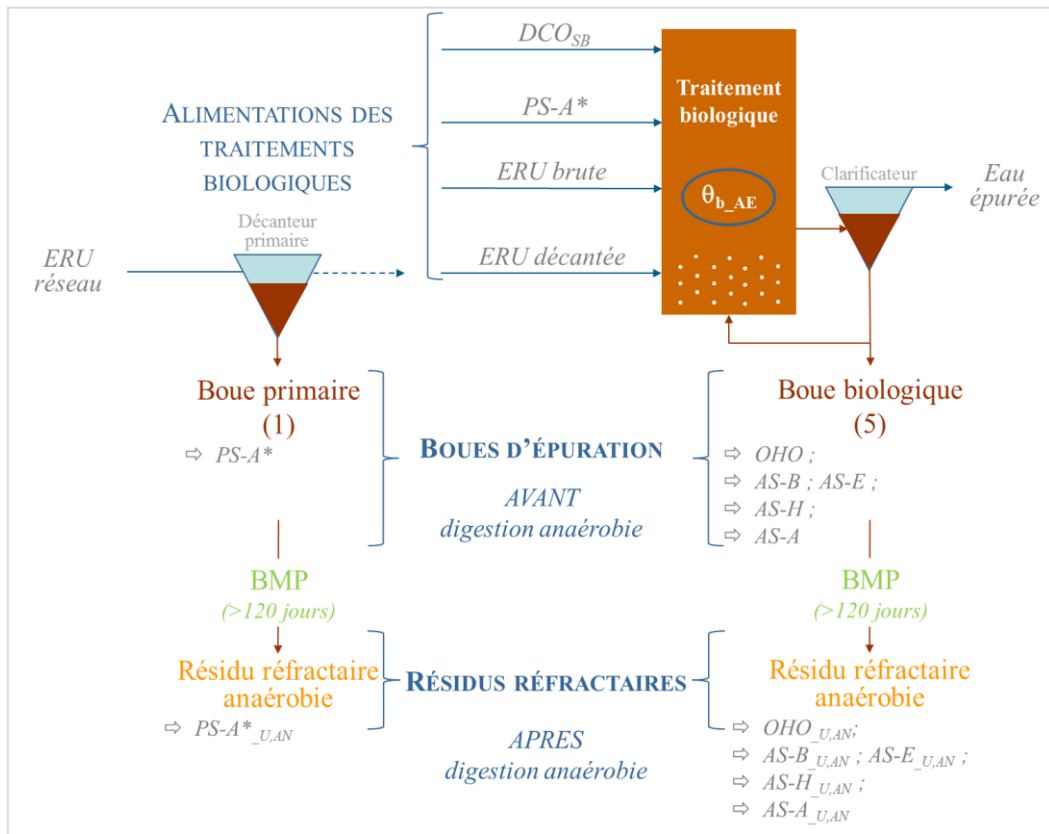 ALIMENTATIONS DES
TRAITEMENTS
BIOLOGIQUES
DCO_SB
PS-A*
ERU brute
ERU décantée
Traitement
biologique
θ_b_AE
Clarificateur
Eau
épurée
Décanteur
primaire
ERU
réseau
Boue primaire
(1)
⇨ PS-A*
BOUES D'ÉPURATION
AVANT
digestion anaérobie
Boue biologique
(5)
⇨ OHO ;
⇨ AS-B ; AS-E ;
⇨ AS-H ;
⇨ AS-A
BMP
(>120 jours)
BMP
(>120 jours)
Résidu réfractaire
anaérobie
⇨ PS-A*_U,AN
RÉSIDUS RÉFRACTAIRES
APRES
digestion anaérobie
Résidu réfractaire
anaérobie
⇨ OHO_U,AN;
⇨ AS-B_U,AN ; AS-E_U,AN ;
⇨ AS-H_U,AN ;
⇨ AS-A_U,AN